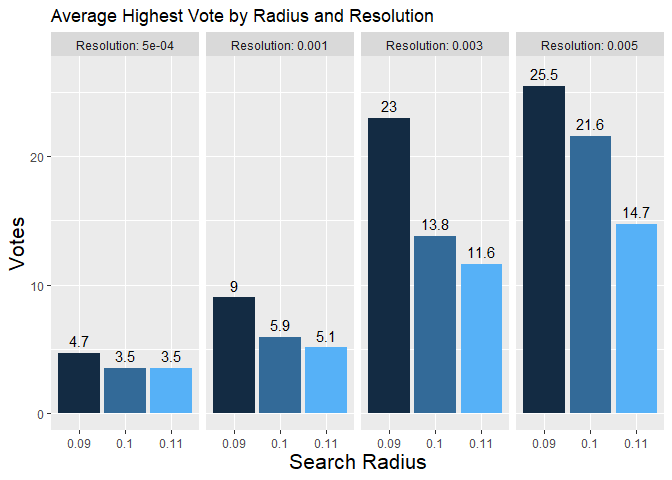 Average Highest Vote by Radius and Resolution
Resolution: 5e-04 Resolution: 0.001 Resolution: 0.003 Resolution: 0.005
25.5
23
21.6
20
14.7
13.8
11.6
10
9
5.9
5.1
4.7
3.5 3.5
0
Votes
0.09 0.1 0.11 0.09 0.1 0.11 0.09 0.1 0.11 0.09 0.1 0.11
Search Radius